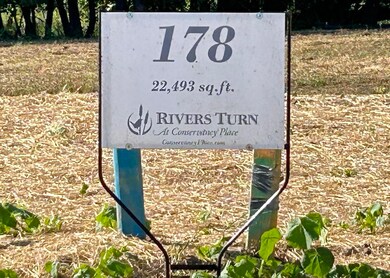 178
22,493 sq.ft.
RIVERS TURN
At Conservancy Place
ConservancyPlace.com